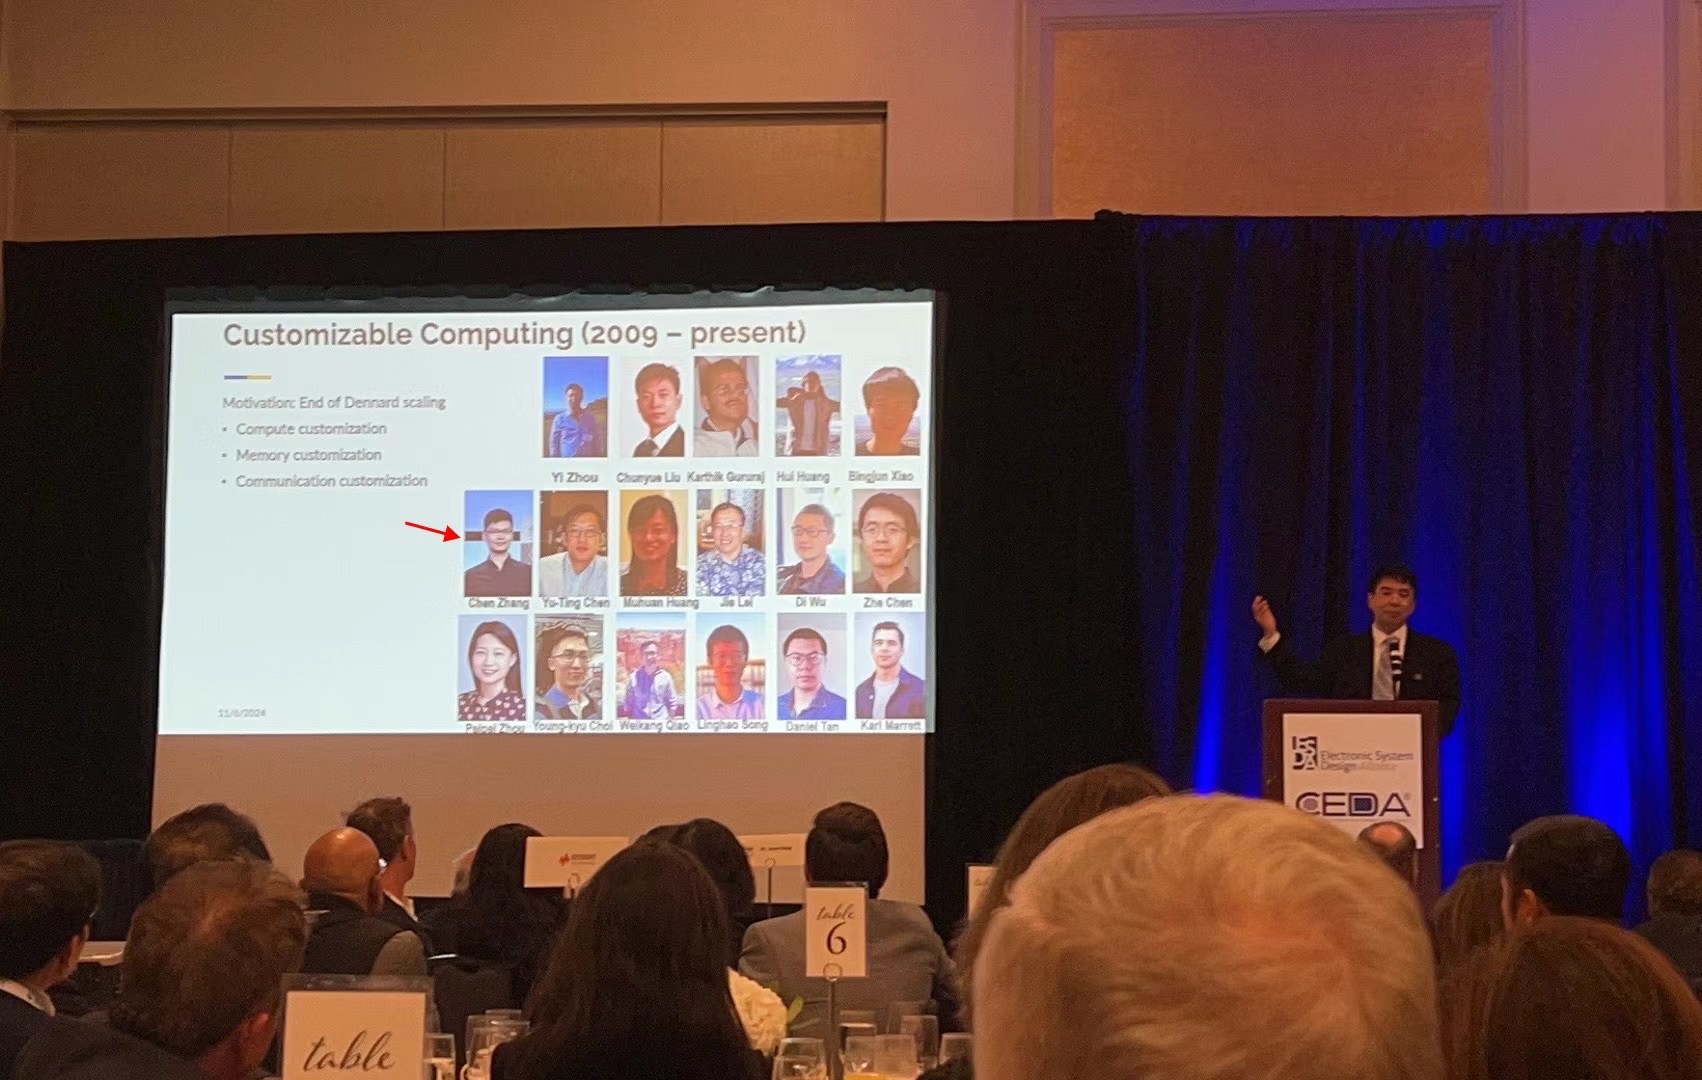 Customizable Computing (2009 – present)
Motivation: End of Dennard scaling
• Compute customization
• Memory customization
• Communication customization
Yi Zhou Chunyue Liu Karthik Gururaj Hui Huang Bingjun Xiao
Chen Zhang Yu-Ting Chen Muhuan Huang Jie Lei Di Wu Zhe Chen
Peipei Zhou Young-kyu Choi Weikang Qiao Linghao Song Daniel Tan Karl Marrett
11/6/2024
Electronic System
Design Alliance
CEDA
table
6
table